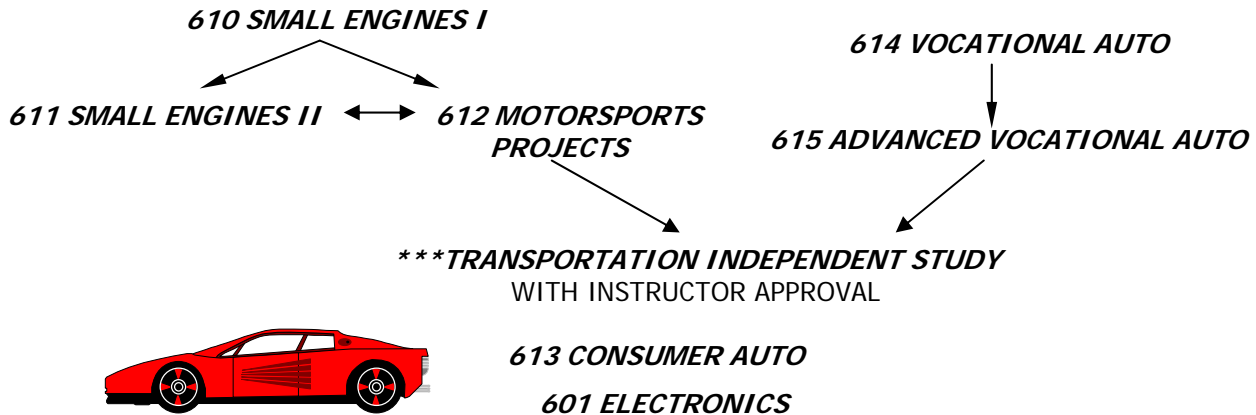 610 SMALL ENGINES I
614 VOCATIONAL AUTO
611 SMALL ENGINES II
612 MOTORSPORTS
PROJECTS
615 ADVANCED VOCATIONAL AUTO
***TRANSPORTATION INDEPENDENT STUDY
WITH INSTRUCTOR APPROVAL
613 CONSUMER AUTO
601 ELECTRONICS